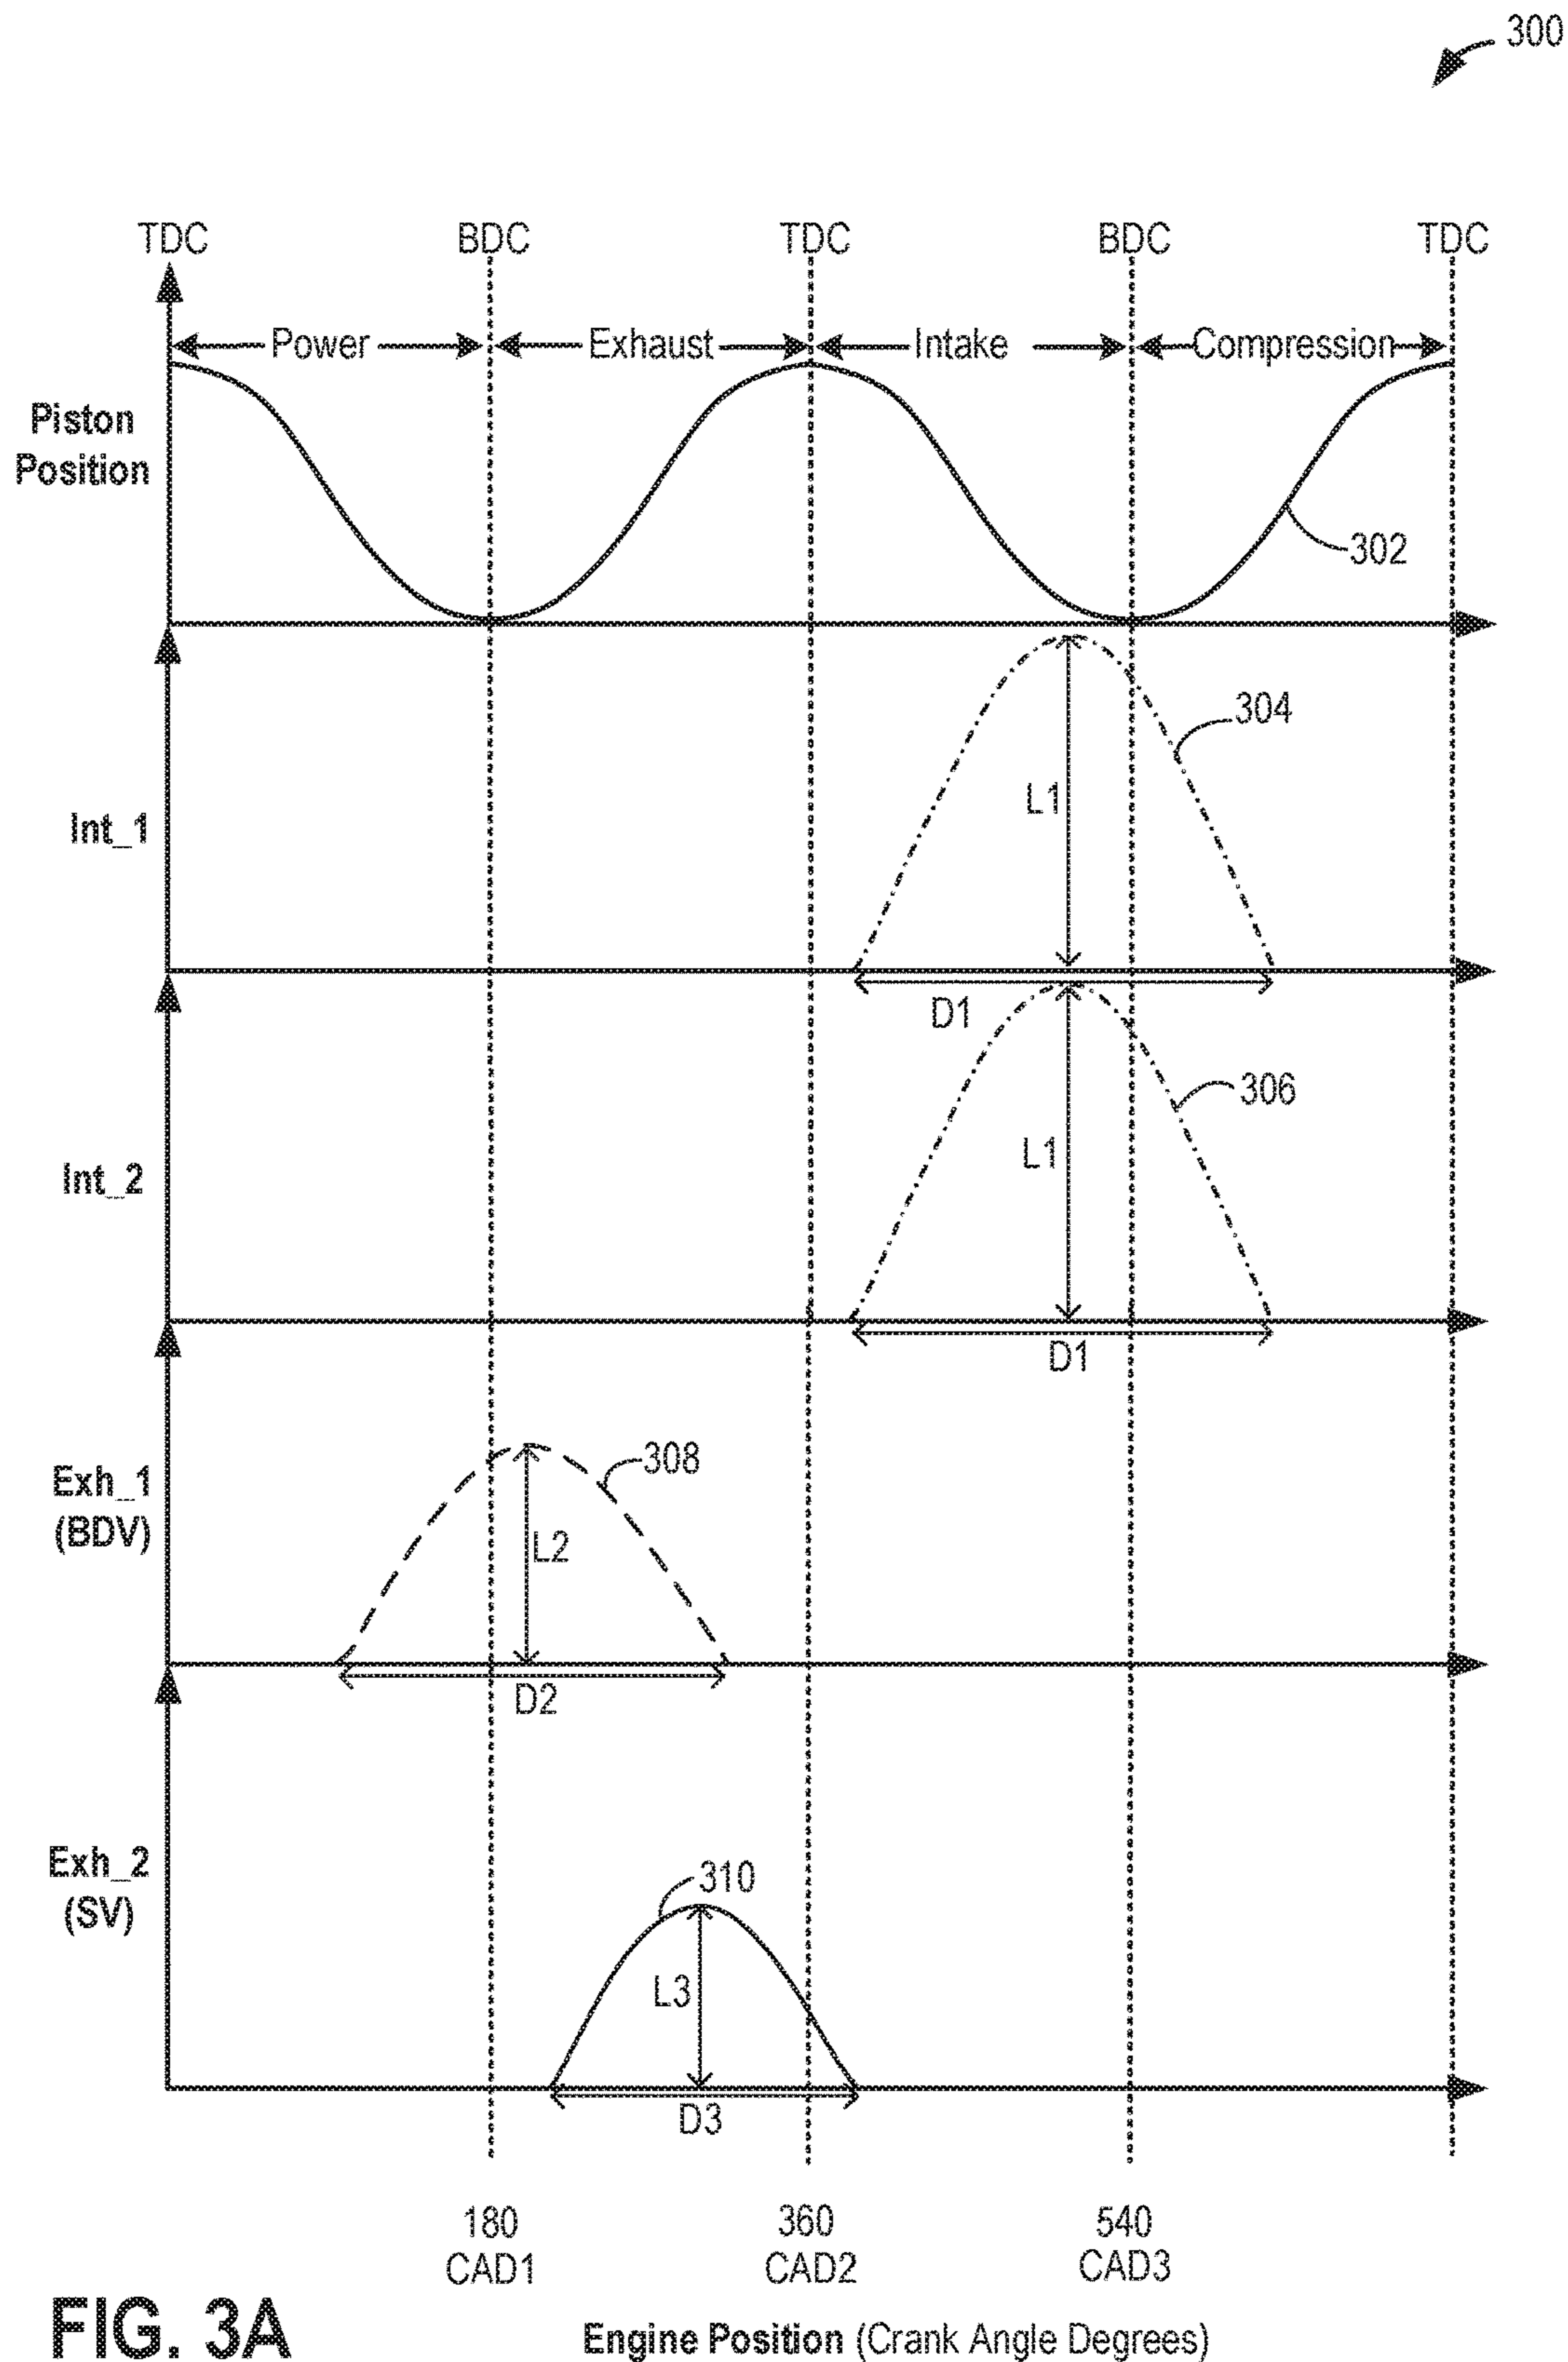 300
TDC BDC TDC BDC TDC
Power Exhaust Intake Compression
Piston
Position
302
304
L1
Int_1
D1
306
L1
Int_2
D1
308
Exh_1
(BDV)
L2
D2
310
Exh_2
(SV)
L3
D3
180 360 540
CAD1 CAD2 CAD3
FIG. 3A
Engine Position (Crank Angle Degrees)